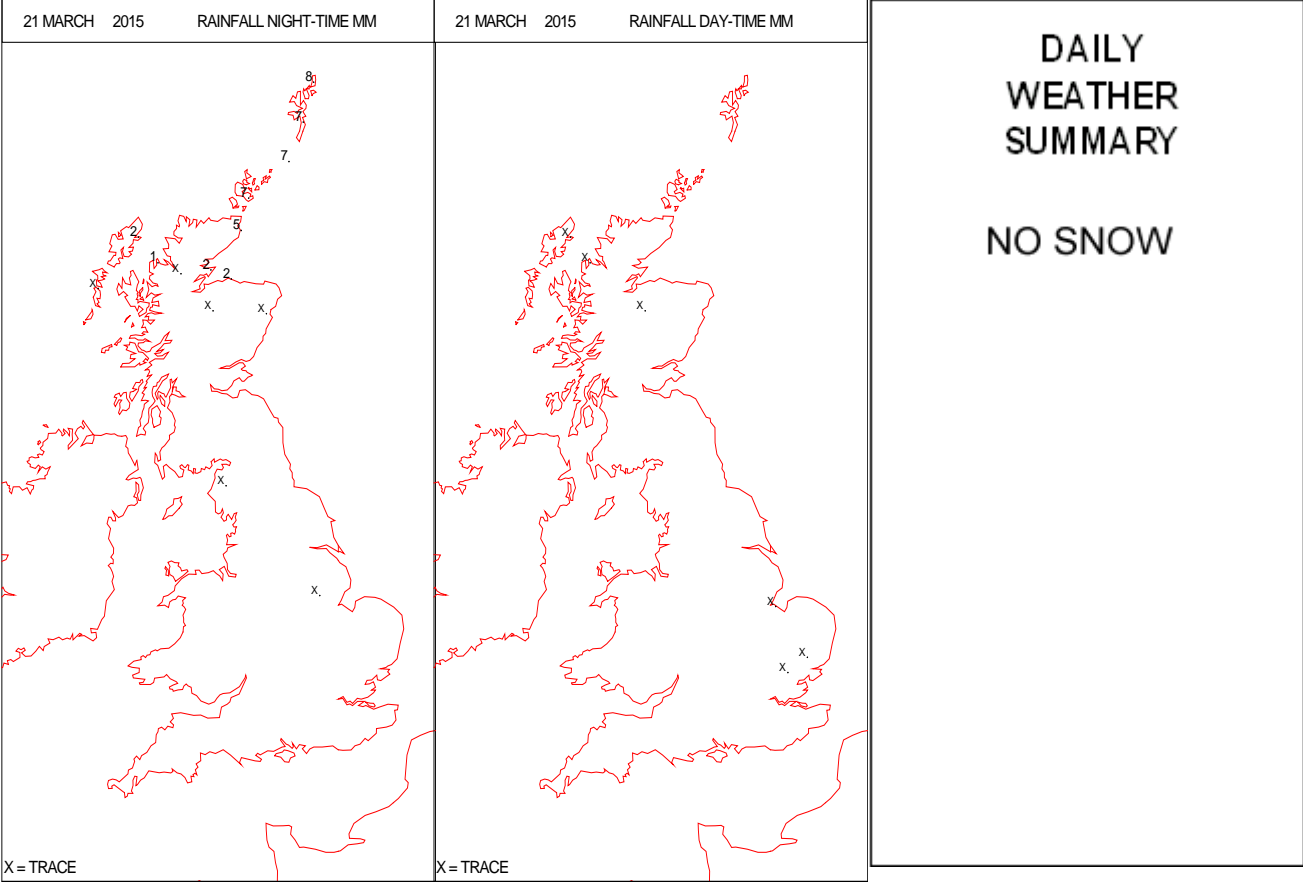 21 MARCH 2015 RAINFALL NIGHT-TIME MM
8
7
7
7
5
2
1
X
2
2
X
X
X
X
X
X = TRACE
21 MARCH 2015 RAINFALL DAY-TIME MM
X
X
X
X
X
X
X = TRACE
DAILY
WEATHER
SUMMARY
NO SNOW